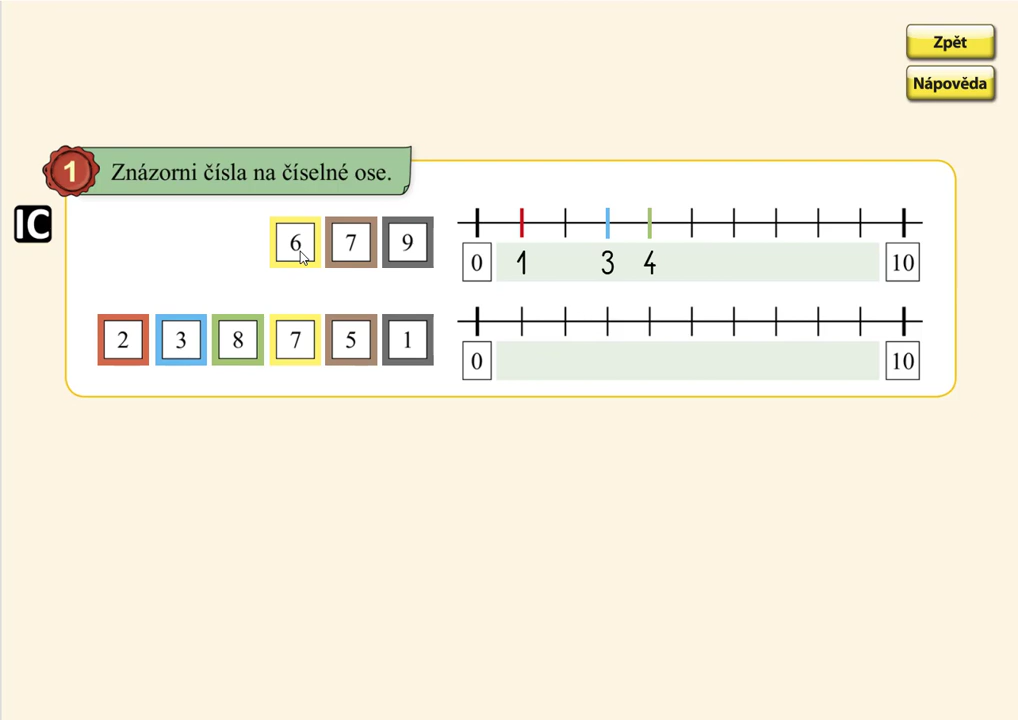 Zpět
Nápověda
1 Znázorni čísla na číselné ose.
IC
6 7 9
0 1 3 4 10
2 3 8 7 5 1
0 10